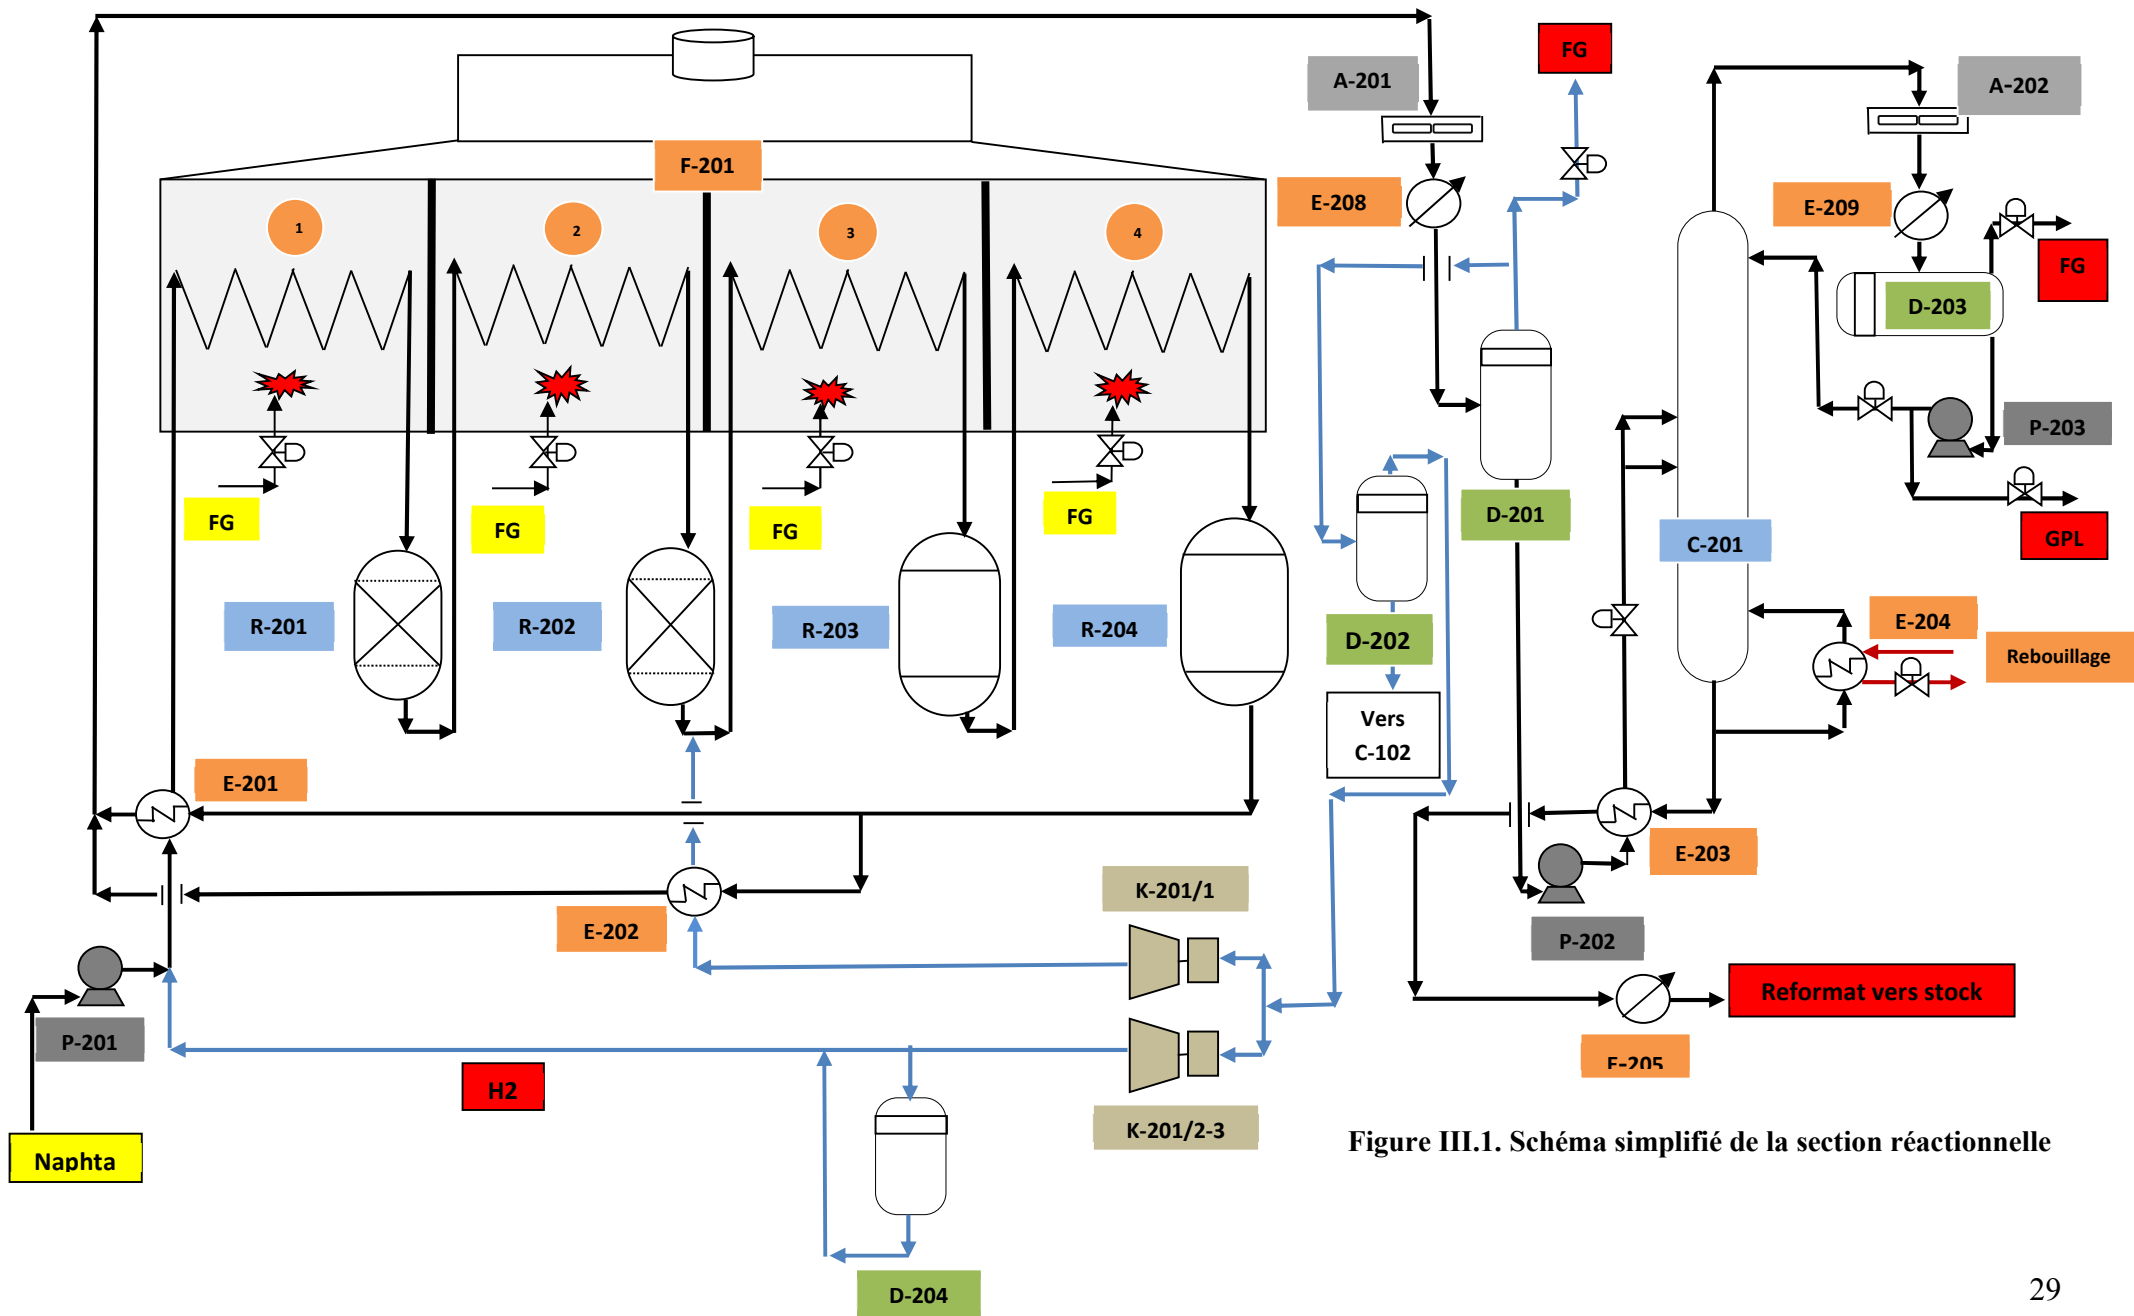 FG
A-201
A-202
F-201
E-208
E-209
1
2
3
4
FG
D-203
P-203
FG
FG
FG
FG
D-201
GPL
C-201
R-201
R-202
R-203
R-204
D-202
E-204
Rebouillage
Vers
C-102
E-201
E-203
K-201/1
E-202
P-202
Reformat vers stock
P-201
E-205
H2
K-201/2-3
Naphta
Figure III.1. Schéma simplifié de la section réactionnelle
D-204
29